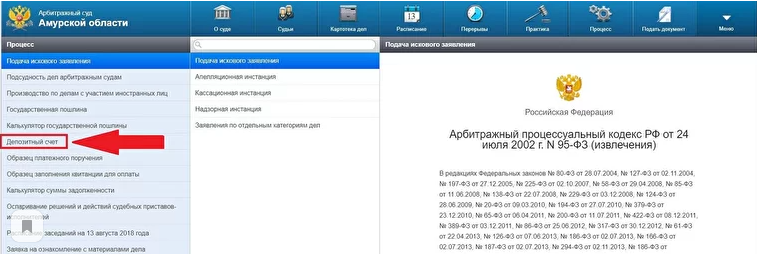 Арбитражный суд
Амурской области
О суде
Судьи
Картотека дел
13
Расписание
Перерывы
Практика
Процесс
Подать документ
Меню
Процесс
Подача искового заявления
Подача искового заявления
Подсудность дел арбитражным судам
Производство по делам с участием иностранных лиц
Государственная пошлина
Калькулятор государственной пошлины
Депозитный счет
Образец платежного поручения
Образец заполнения квитанции для оплаты
Калькулятор суммы задолженности
Оспаривание решений и действий судебных приставов-
исполнителей
заседаний на 13 августа 2018 года
Заявка на ознакомление с материалами дела
Подача искового заявления
Апелляционная инстанция
Кассационная инстанция
Надзорная инстанция
Заявления по отдельным категориям дел
Российская Федерация
Арбитражный процессуальный кодекс РФ от 24
июля 2002 г. N 95-ФЗ (извлечения)
В редакциях Федеральных законов № 80-ФЗ от 28.07.2004, № 127-ФЗ от 02.11.2004,
№ 197-ФЗ от 27.12.2005, № 225-ФЗ от 02.10.2007, № 58-ФЗ от 29.04.2008, № 85-ФЗ
от 11.06.2008, № 138-ФЗ от 22.07.2008, № 229-ФЗ от 03.12.2008, № 124-ФЗ от
28.06.2009, № 20-ФЗ от 09.03.2010, № 194-ФЗ от 27.07.2010, № 379-ФЗ от
23.12.2010, № 65-ФЗ от 06.04.2011, № 200-ФЗ от 11.07.2011, № 422-ФЗ от 08.12.2011,
№ 389-ФЗ от 03.12.2011, № 86-ФЗ от 25.06.2012, № 317-ФЗ от 30.12.2012, № 61-ФЗ
от 22.04.2013, № 126-ФЗ от 07.06.2013, № 186-ФЗ от 02.07.2013, № 166-ФЗ от
02.07.2013, № 187-ФЗ от 02.07.2013, № 294-ФЗ от 02.11.2013, № 186-ФЗ от